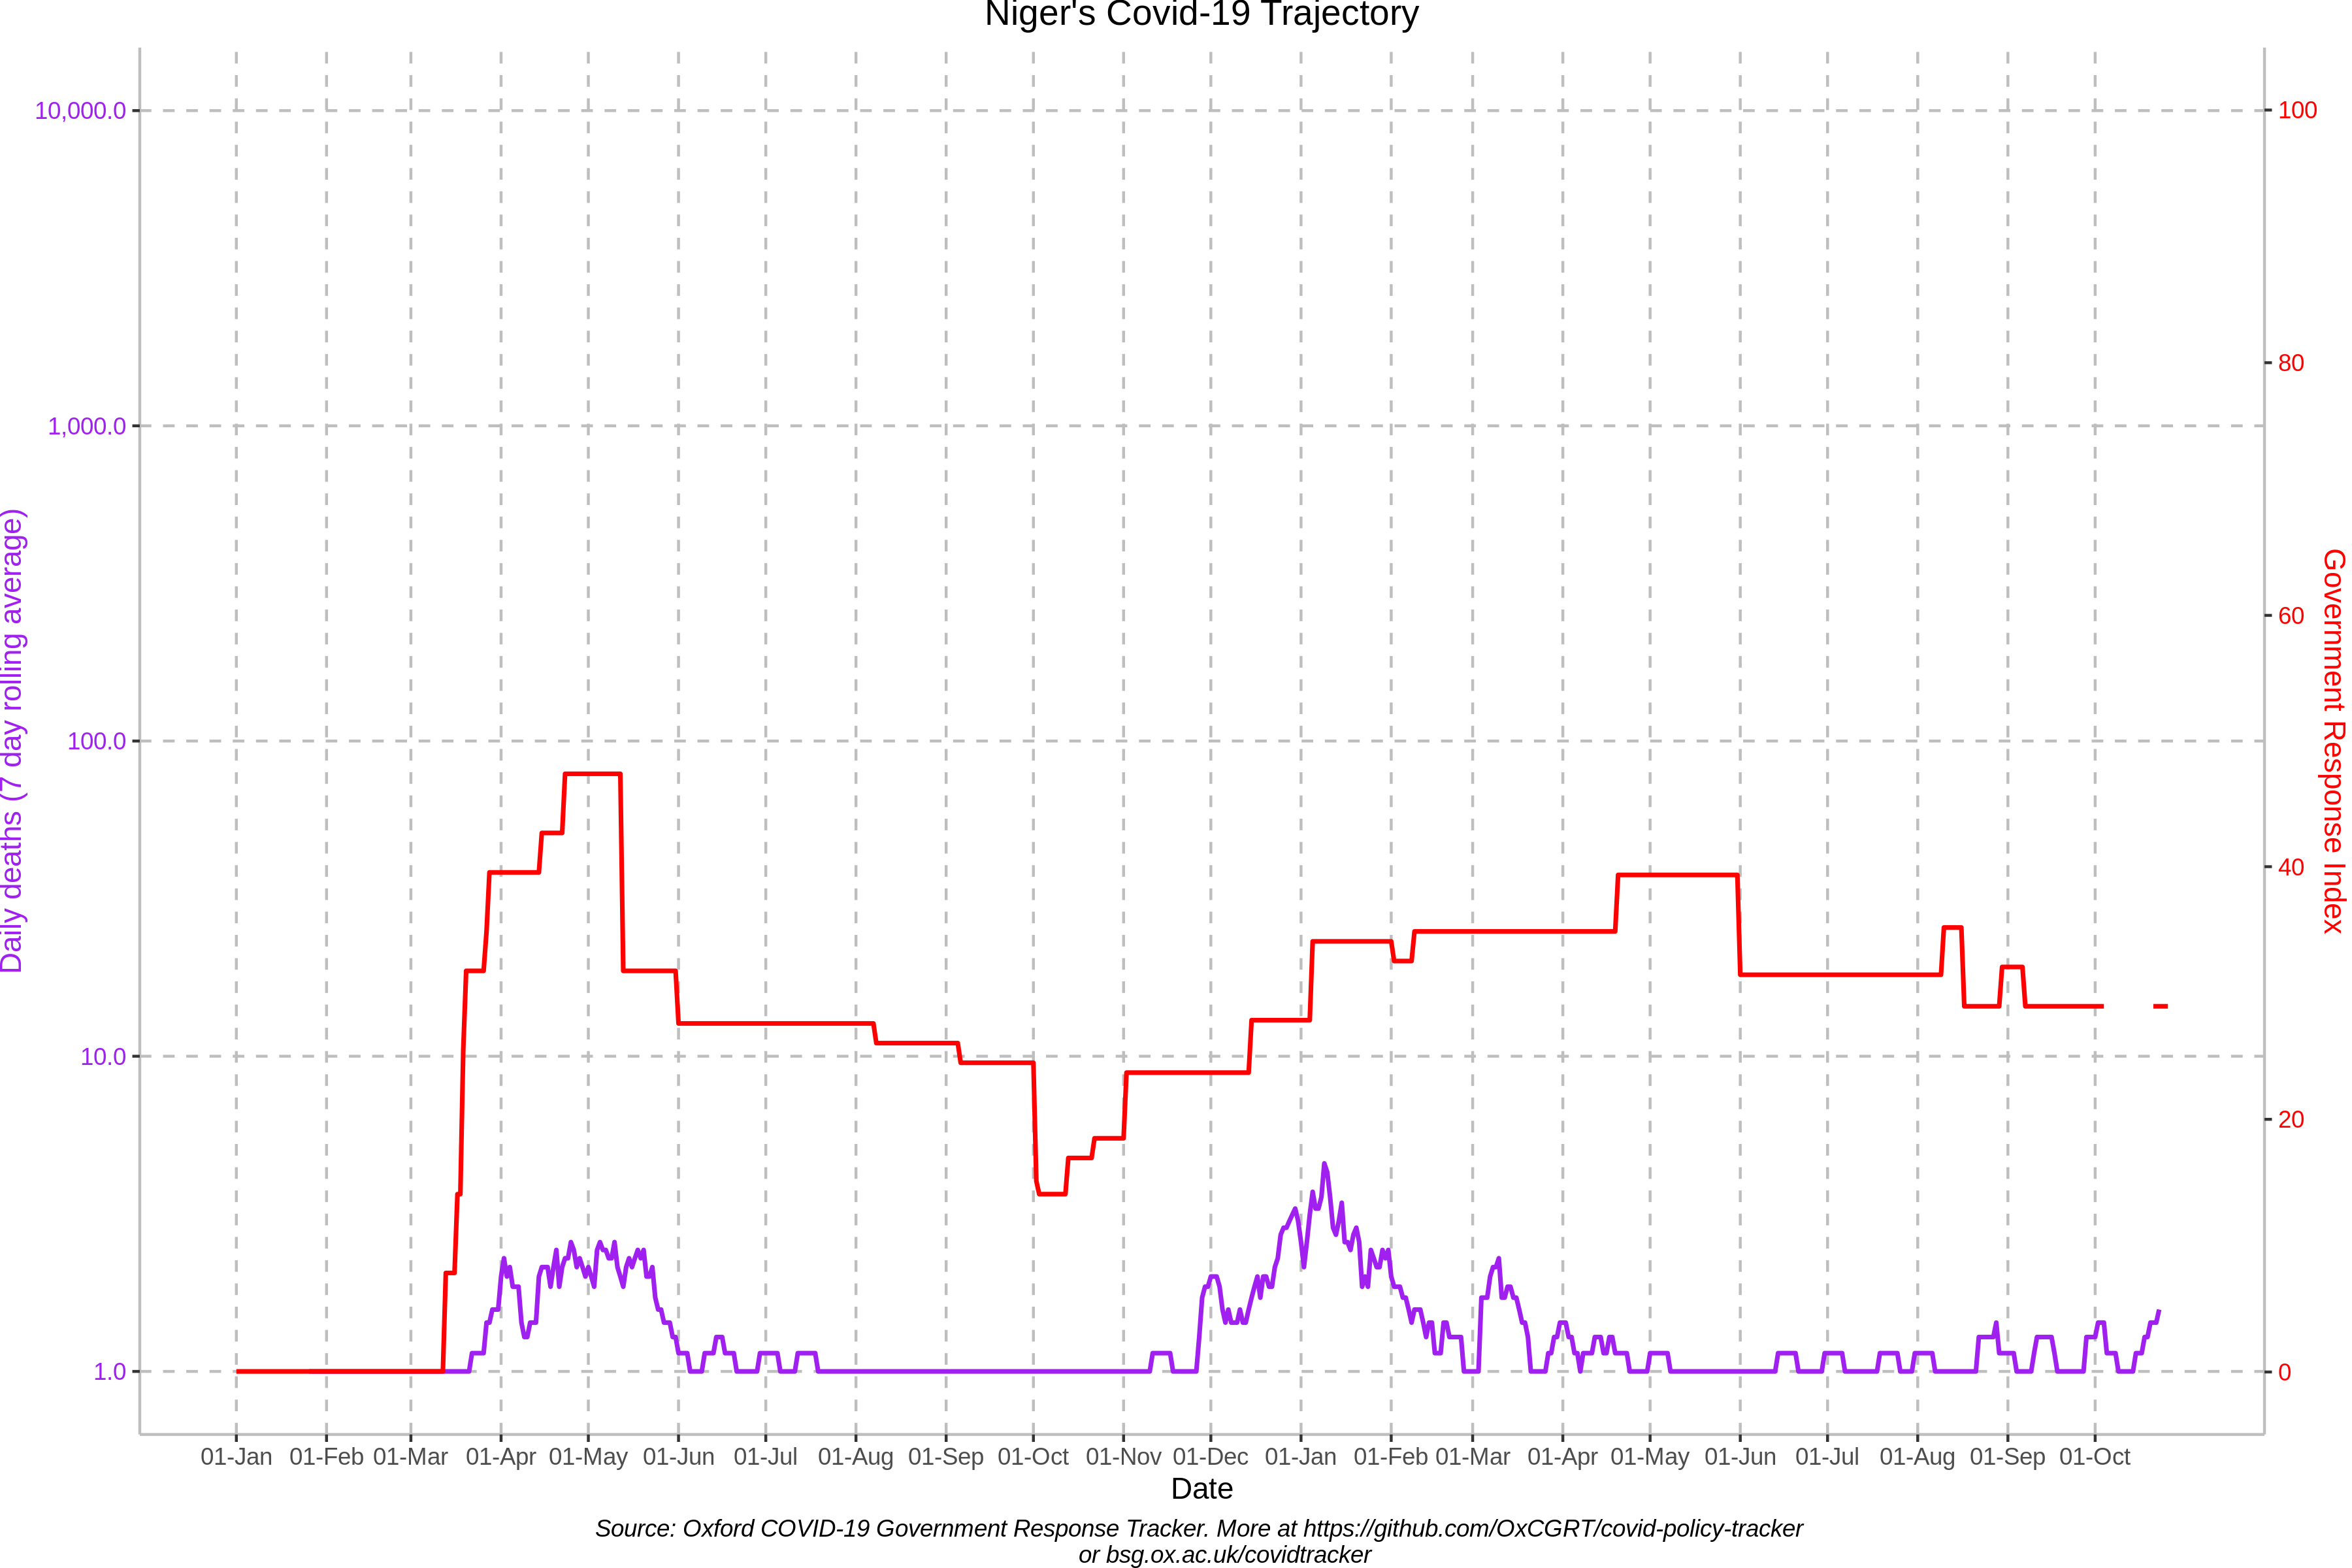 Niger's Covid-19 Trajectory
10,000.0
1,000.0
100.0
10.0
1.0
Daily deaths (7 day rolling average)
100
80
60
40
20
0
Government Response Index
01-Jan 01-Feb 01-Mar 01-Apr 01-May 01-Jun 01-Jul 01-Aug 01-Sep 01-Oct 01-Nov 01-Dec 01-Jan 01-Feb 01-Mar 01-Apr 01-May 01-Jun 01-Jul 01-Aug 01-Sep 01-Oct
Date
Source: Oxford COVID-19 Government Response Tracker. More at https://github.com/OxCGRT/covid-policy-tracker
or bsg.ox.ac.uk/covidtracker